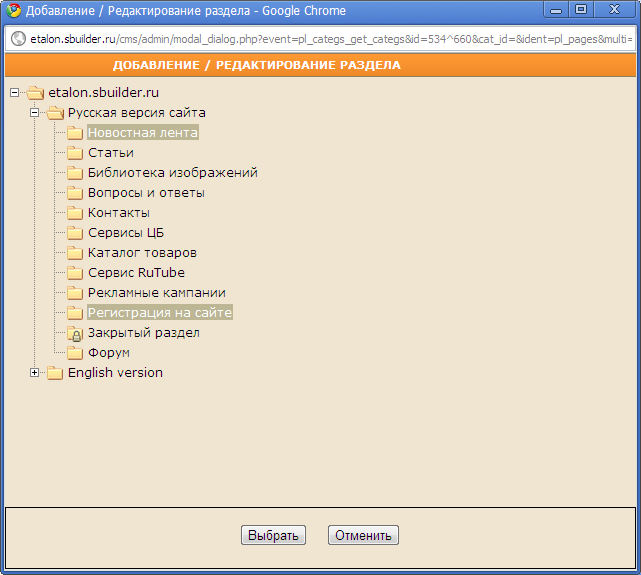 Добавление / Редактирование раздела - Google Chrome
etalon.sbuilder.ru/cms/admin/modal_dialog.php?event=pl_categs_get_categs&id=534^660&cat_id=&ident=pl_pages&multi=
ДОБАВЛЕНИЕ / РЕДАКТИРОВАНИЕ РАЗДЕЛА
etalon.sbuilder.ru
Русская версия сайта
Новостная лента
Статьи
Библиотека изображений
Вопросы и ответы
Контакты
Сервисы ЦБ
Каталог товаров
Сервис RuTube
Рекламные кампании
Регистрация на сайте
Закрытый раздел
Форум
English version
Выбрать Отменить